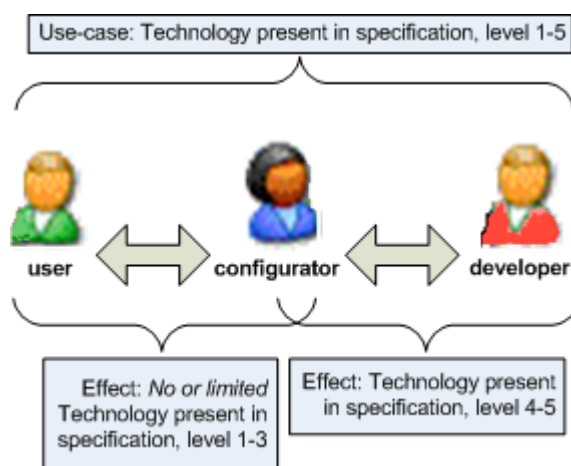 Use-case: Technology present in specification, level 1-5
user
configurator
developer
Effect: No or limited
Technology present in
specification, level 1-3
Effect: Technology present
in specification, level 4-5